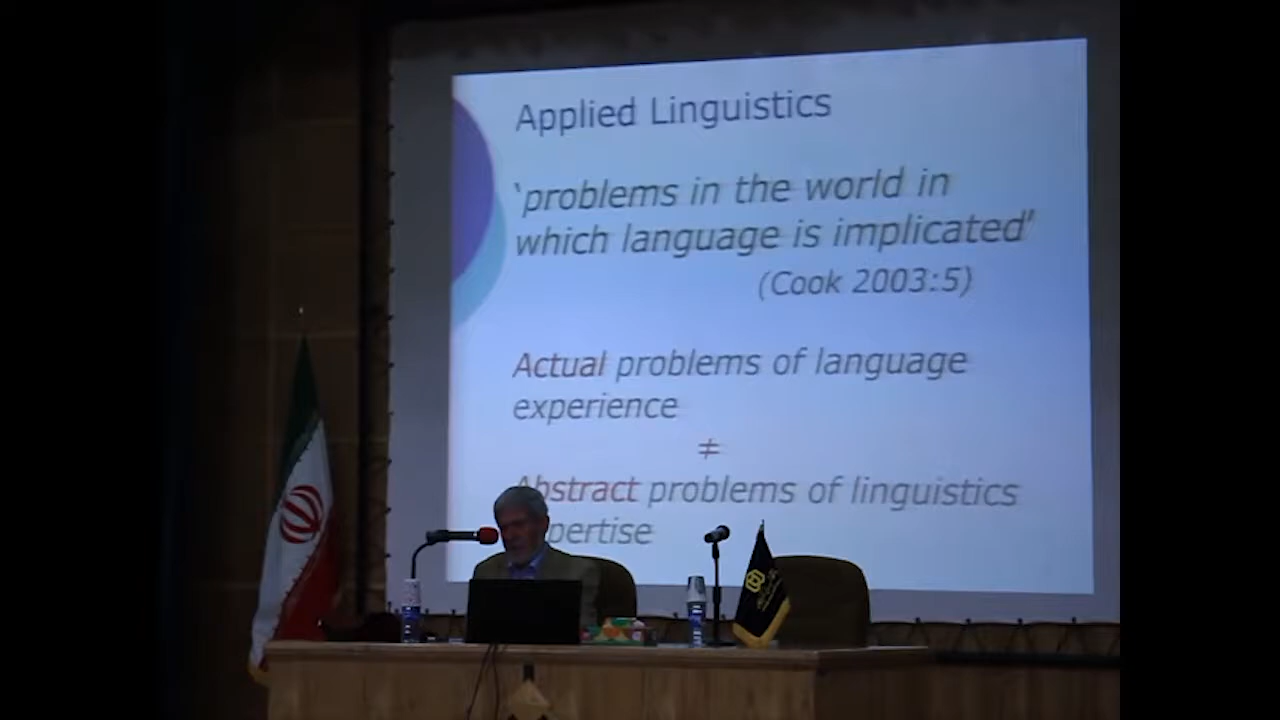 Applied Linguistics
‘problems in the world in
which language is implicated’
(Cook 2003:5)
Actual problems of language
experience
≠
Abstract problems of linguistics
pertise